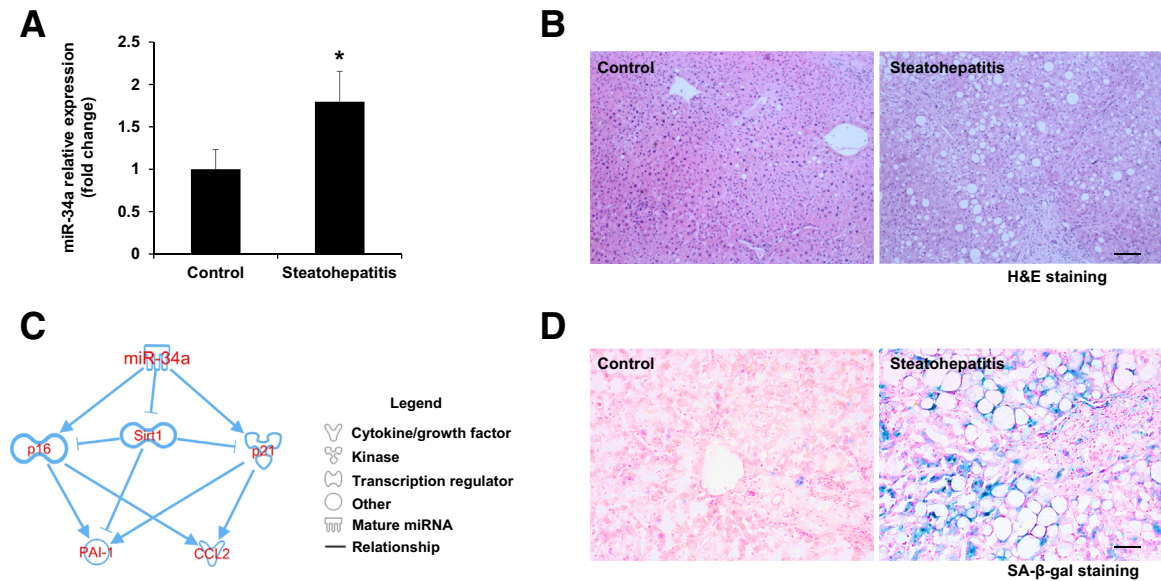 A
miR-34a relative expression
(fold change)
2.5
2
1.5
1
0.5
0
*
Control
Steatohepatitis
B
Control
Steatohepatitis
H&E staining
C
miR-34a
p16
Sirt1
p21
PAI-1
CCL2
Legend
Cytokine/growth factor
Kinase
Transcription regulator
Other
Mature miRNA
Relationship
D
Control
Steatohepatitis
SA-β-gal staining